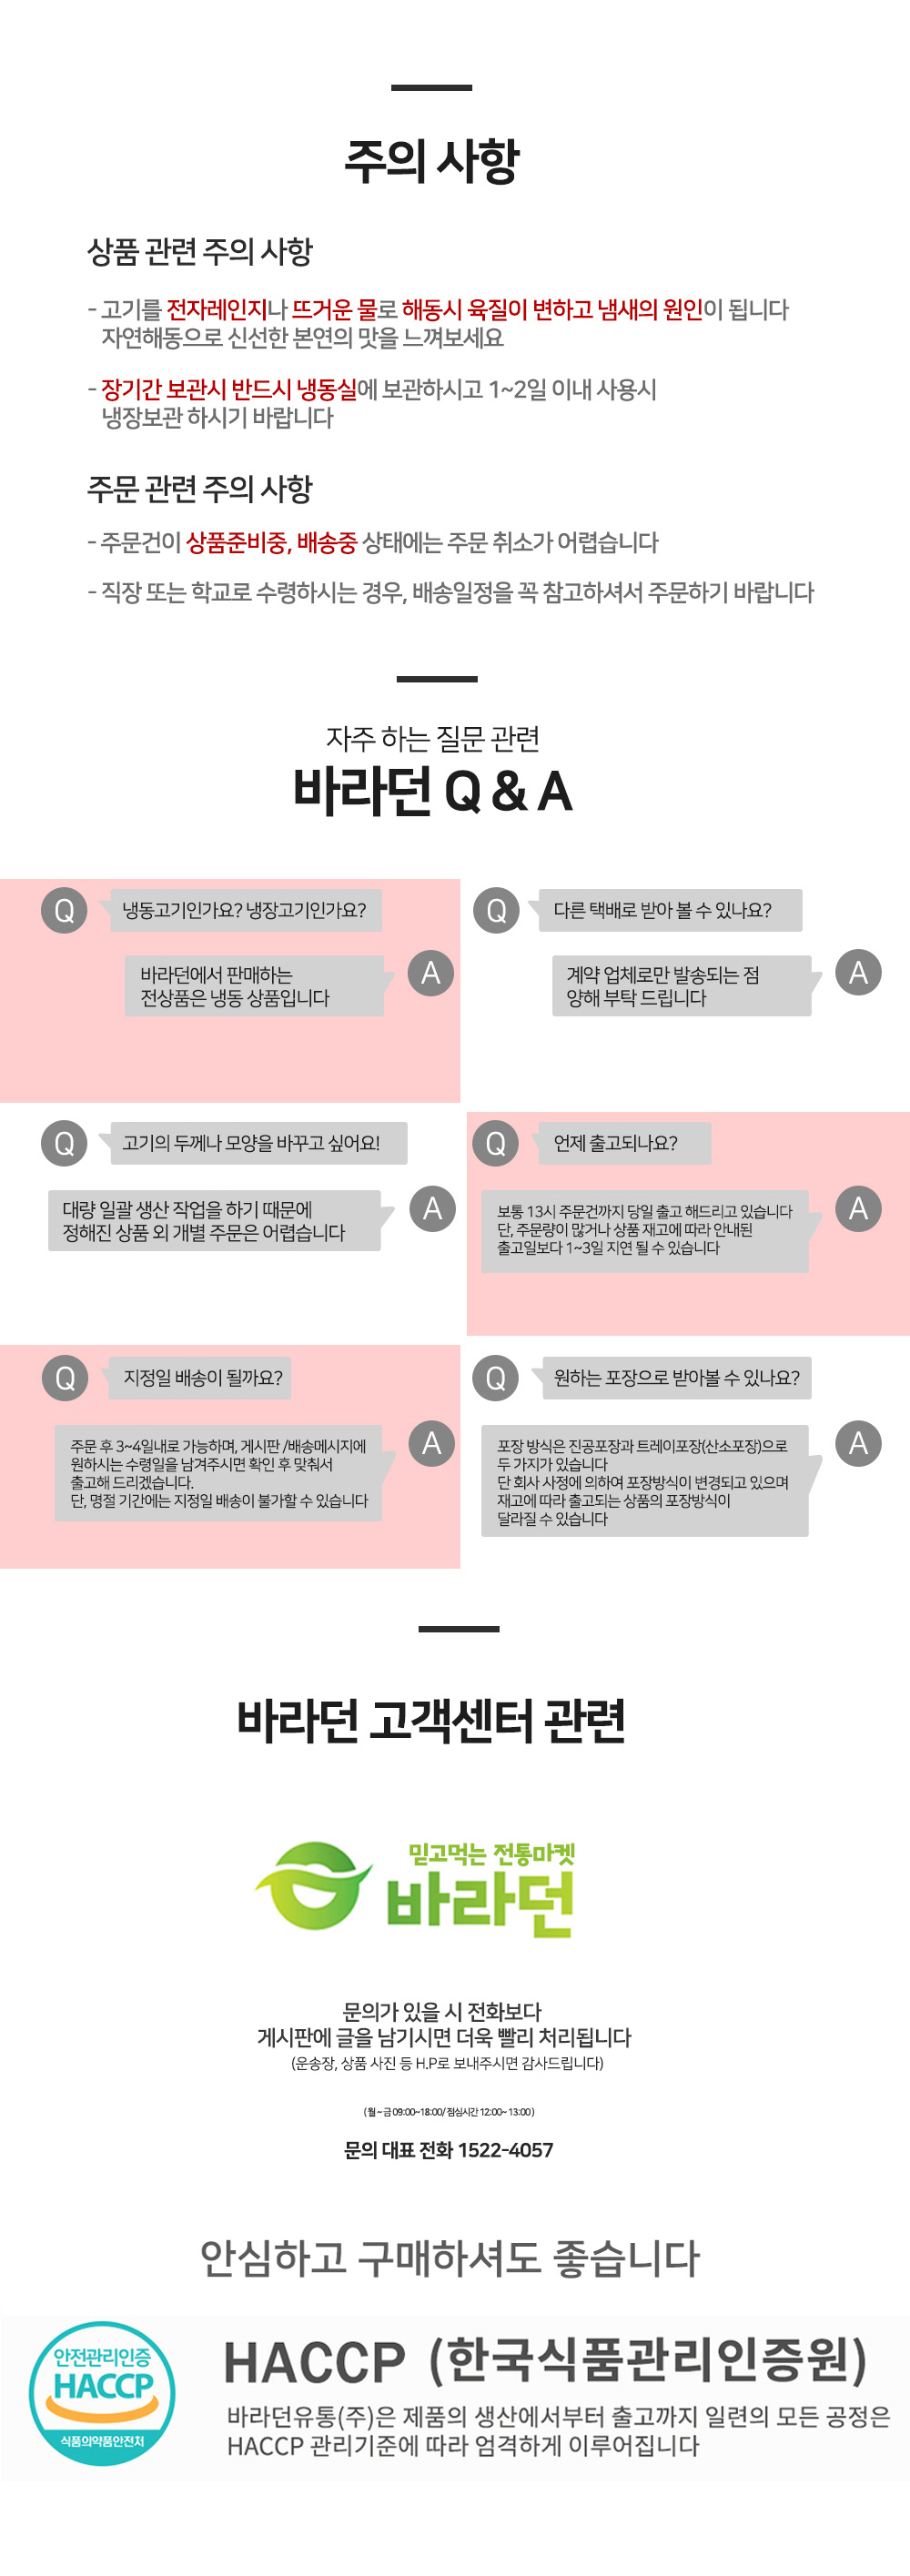 주의 사항
상품 관련 주의 사항
- 고기를 전자레인지나 뜨거운 물로 해동시 육질이 변하고 냄새의 원인이 됩니다
자연해동으로 신선한 본연의 맛을 느껴보세요
- 장기간 보관시 반드시 냉동실에 보관하시고 1~2일 이내 사용시
냉장보관 하시기 바랍니다
주문 관련 주의 사항
- 주문건이 상품준비중, 배송중 상태에는 주문 취소가 어렵습니다
- 직장 또는 학교로 수령하시는 경우, 배송일정을 꼭 참고하셔서 주문하기 바랍니다
자주 하는 질문 관련
바라던 Q & A
Q
냉동고기인가요? 냉장고기인가요?
A
바라던에서 판매하는
전상품은 냉동 상품입니다
Q
다른 택배로 받아 볼 수 있나요?
A
계약 업체로만 발송되는 점
양해 부탁 드립니다
Q
고기의 두께나 모양을 바꾸고 싶어요!
A
대량 일괄 생산 작업을 하기 때문에
정해진 상품 외 개별 주문은 어렵습니다
Q
언제 출고되나요?
A
보통 13시 주문건까지 당일 출고 해드리고 있습니다
단, 주문량이 많거나 상품 재고에 따라 안내된
출고일보다 1~3일 지연 될 수 있습니다
Q
지정일 배송이 될까요?
A
주문 후 3~4일내로 가능하며, 게시판 /배송메시지에
원하시는 수령일을 남겨주시면 확인 후 맞춰서
출고해 드리겠습니다.
단, 명절 기간에는 지정일 배송이 불가할 수 있습니다
Q
원하는 포장으로 받아볼 수 있나요?
A
포장 방식은 진공포장과 트레이포장(산소포장)으로
두 가지가 있습니다
단 회사 사정에 의하여 포장방식이 변경되고 있으며
재고에 따라 출고되는 상품의 포장방식이
달라질 수 있습니다
바라던 고객센터 관련
믿고먹는 전통마켓
바라던
문의가 있을 시 전화보다
게시판에 글을 남기시면 더욱 빨리 처리됩니다
(운송장, 상품 사진 등 H.P로 보내주시면 감사드립니다)
( 월 ~ 금 09:00~18:00/ 점심시간 12:00~ 13:00 )
문의 대표 전화 1522-4057
안심하고 구매하셔도 좋습니다
안전관리인증
HACCP
식품의약품안전처
HACCP (한국식품관리인증원)
바라던유통(주)은 제품의 생산에서부터 출고까지 일련의 모든 공정은
HACCP 관리기준에 따라 엄격하게 이루어집니다